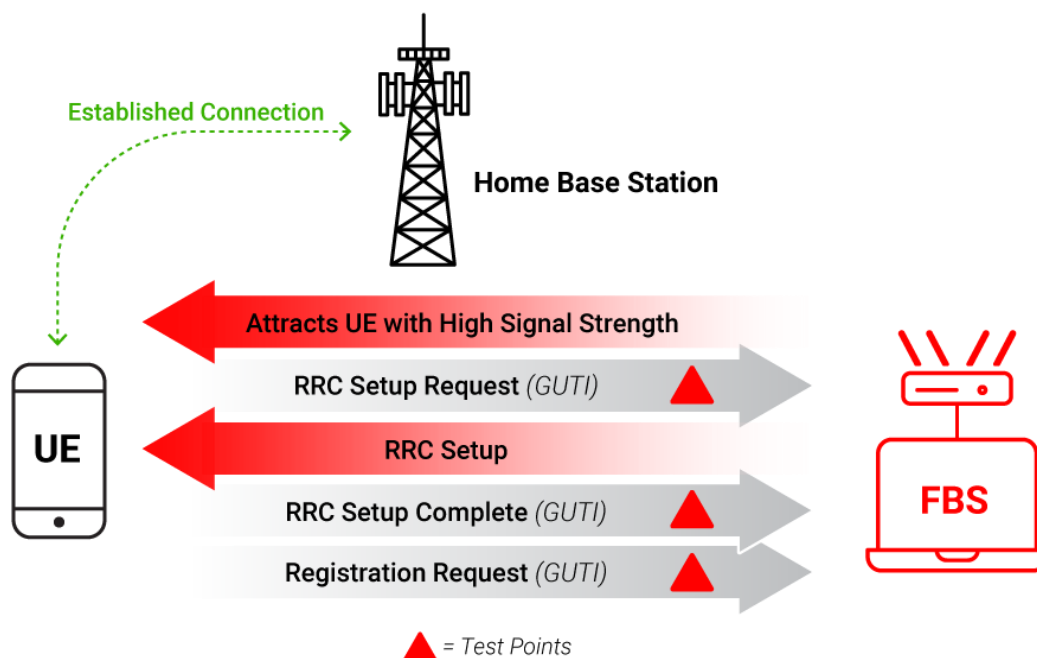 Established Connection
Home Base Station
Attracts UE with High Signal Strength
RRC Setup Request (GUTI)
UE
RRC Setup
FBS
RRC Setup Complete (GUTI)
Registration Request (GUTI)
= Test Points